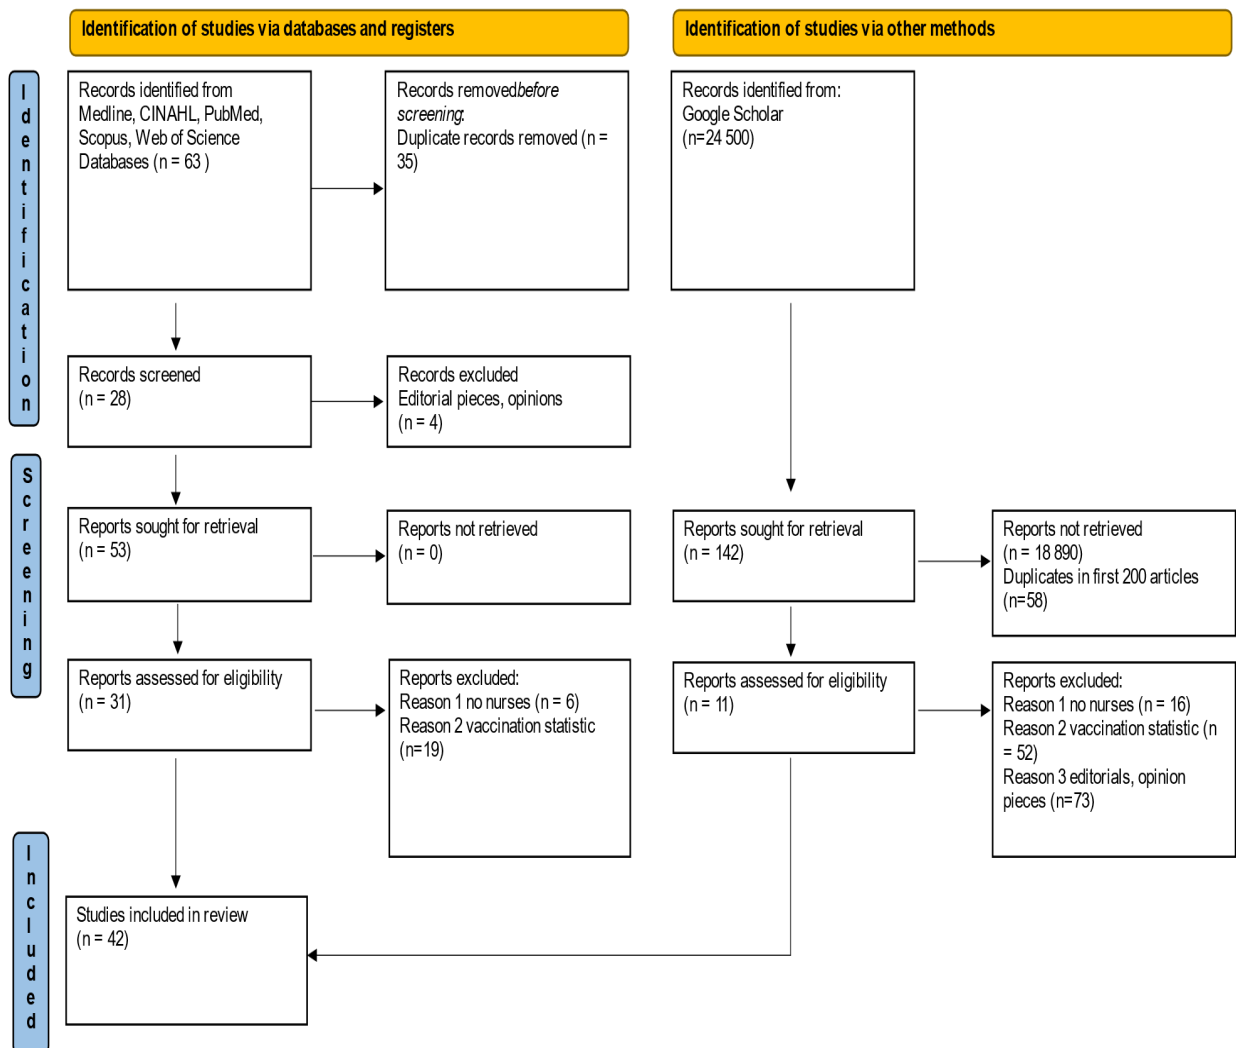 Identification of studies via databases and registers
Identification of studies via other methods
Identification
Records identified from
Medline, CINAHL, PubMed,
Scopus, Web of Science
Databases (n = 63 )
Records removedbefore
screening:
Duplicate records removed (n =
35)
Records identified from:
Google Scholar
(n=24 500)
Records screened
(n = 28)
Records excluded
Editorial pieces, opinions
(n = 4)
Screening
Reports sought for retrieval
(n = 53)
Reports not retrieved
(n = 0)
Reports sought for retrieval
(n = 142)
Reports not retrieved
(n = 18 890)
Duplicates in first 200 articles
(n=58)
Reports assessed for eligibility
(n = 31)
Reports excluded:
Reason 1 no nurses (n = 6)
Reason 2 vaccination statistic
(n=19)
Reports assessed for eligibility
(n = 11)
Reports excluded:
Reason 1 no nurses (n = 16)
Reason 2 vaccination statistic (n
= 52)
Reason 3 editorials, opinion
pieces (n=73)
Included
Studies included in review
(n = 42)